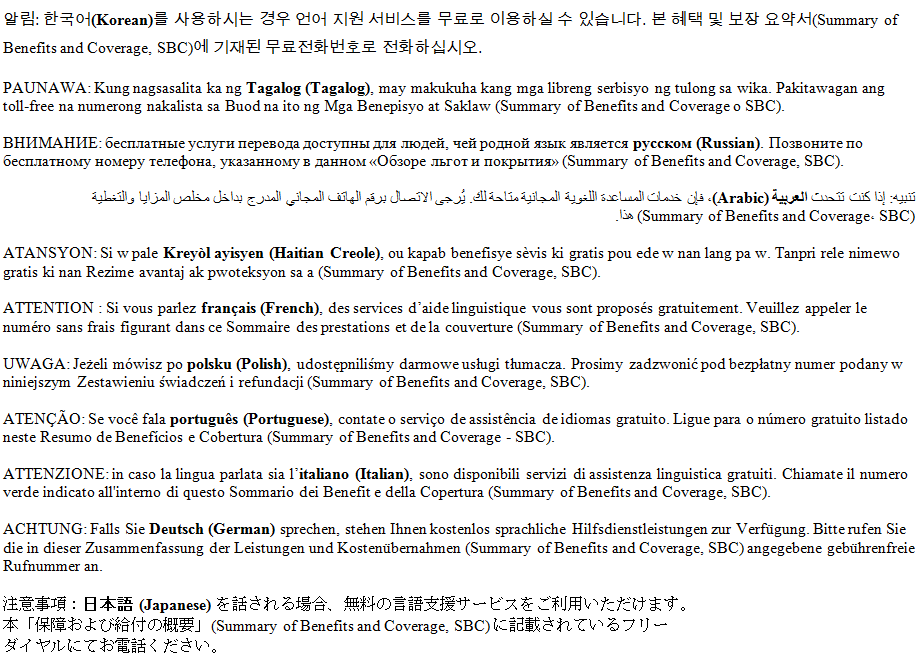 알림: 한국어(Korean)를 사용하시는 경우 언어 지원 서비스를 무료로 이용하실 수 있습니다. 본 혜택 및 보장 요약서(Summary of
Benefits and Coverage, SBC)에 기재된 무료전화번호로 전화하십시오.
PAUNAWA: Kung nagsasalita ka ng Tagalog (Tagalog), may makukuha kang mga libreng serbisyo ng tulong sa wika. Pakitawagan ang
toll-free na numerong nakalista sa Buod na ito ng Mga Benepisyo at Saklaw (Summary of Benefits and Coverage o SBC).
ВНИМАНИЕ: бесплатные услуги перевода доступны для людей, чей родной язык является русском (Russian). Позвоните по
бесплатному номеру телефона, указанному в данном «Обзоре льгот и покрытия» (Summary of Benefits and Coverage, SBC).
تنبيه: إذا كنت تتحدث العربية (Arabic)، فإن خدمات المساعدة اللغوية المجانية متاحة لك. يُرجى الاتصال برقم الهاتف المجاني المدرج بداخل مخلص المزايا والتغطية
(Summary of Benefits and Coverage، SBC) هذا.
ATANSYON: Si w pale Kreyòl ayisyen (Haitian Creole), ou kapab benefisye sèvis ki gratis pou ede w nan lang pa w. Tanpri rele nimewo
gratis ki nan Rezime avantaj ak pwoteksyon sa a (Summary of Benefits and Coverage, SBC).
ATTENTION : Si vous parlez français (French), des services d’aide linguistique vous sont proposés gratuitement. Veuillez appeler le
numéro sans frais figurant dans ce Sommaire des prestations et de la couverture (Summary of Benefits and Coverage, SBC).
UWAGA: Jeżeli mówisz po polsku (Polish), udostępniliśmy darmowe usługi tłumacza. Prosimy zadzwonić pod bezpłatny numer podany w
niniejszym Zestawieniu świadczeń i refundacji (Summary of Benefits and Coverage, SBC).
ATENÇÃO: Se você fala português (Portuguese), contate o serviço de assistência de idiomas gratuito. Ligue para o número gratuito listado
neste Resumo de Benefícios e Cobertura (Summary of Benefits and Coverage - SBC).
ATTENZIONE: in caso la lingua parlata sia l’italiano (Italian), sono disponibili servizi di assistenza linguistica gratuiti. Chiamate il numero
verde indicato all'interno di questo Sommario dei Benefit e della Copertura (Summary of Benefits and Coverage, SBC).
ACHTUNG: Falls Sie Deutsch (German) sprechen, stehen Ihnen kostenlos sprachliche Hilfsdienstleistungen zur Verfügung. Bitte rufen Sie
die in dieser Zusammenfassung der Leistungen und Kostenübernahmen (Summary of Benefits and Coverage, SBC) angegebene gebührenfreie
Rufnummer an.
注意事項：日本語 (Japanese) を話される場合、無料の言語支援サービスをご利用いただけます。
本「保障および給付の概要」(Summary of Benefits and Coverage, SBC) に記載されているフリー
ダイヤルにてお電話ください。